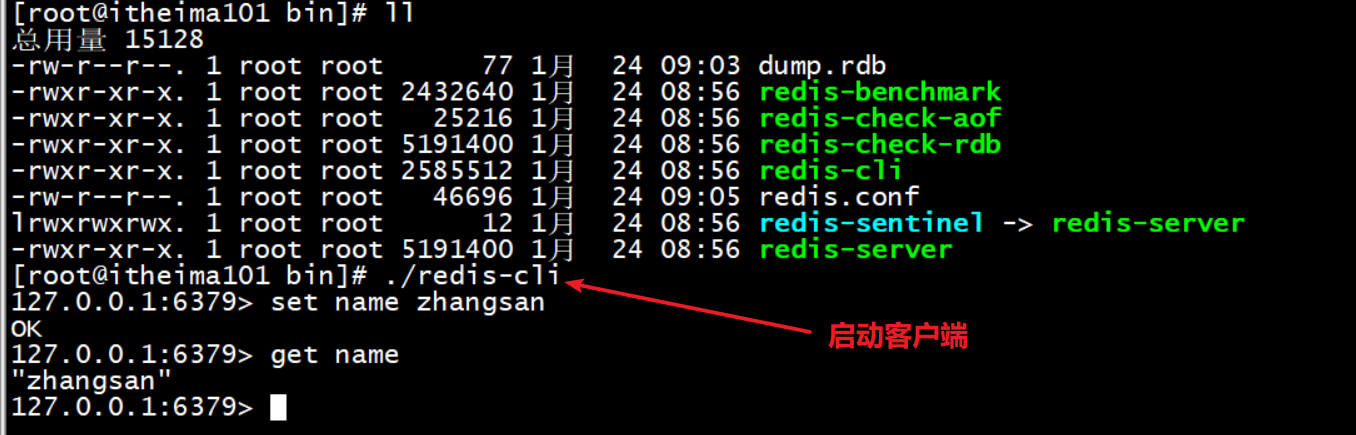 [root@itheima101 bin]# ll
总用量 15128
-rw-r--r--. 1 root root      77 1月  24 09:03 dump.rdb
-rwxr-xr-x. 1 root root 2432640 1月  24 08:56 redis-benchmark
-rwxr-xr-x. 1 root root   25216 1月  24 08:56 redis-check-aof
-rwxr-xr-x. 1 root root 5191400 1月  24 08:56 redis-check-rdb
-rwxr-xr-x. 1 root root 2585512 1月  24 08:56 redis-cli
-rw-r--r--. 1 root root   46696 1月  24 09:05 redis.conf
lrwxrwxrwx. 1 root root      12 1月  24 08:56 redis-sentinel -> redis-server
-rwxr-xr-x. 1 root root 5191400 1月  24 08:56 redis-server
[root@itheima101 bin]# ./redis-cli
127.0.0.1:6379> set name zhangsan
OK
启动客户端
127.0.0.1:6379> get name
"zhangsan"
127.0.0.1:6379>